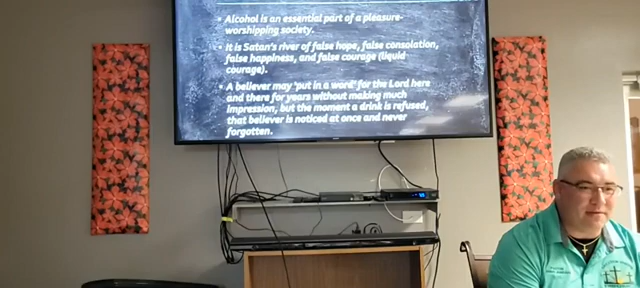 • Alcohol is an essential part of a pleasure-
worshipping society.
• It is Satan's river of false hope, false consolation,
false happiness, and false courage (liquid
courage).
• A believer may "put in a word" for the Lord here
and there for years without making much
impression, but the moment a drink is refused,
that believer is noticed at once and never
forgotten.